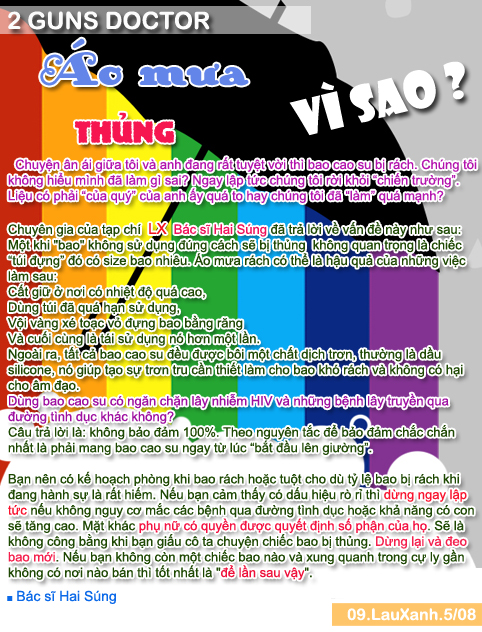 2 GUNS DOCTOR
Áo mưa
VÌ SAO ?
THỦNG
Chuyện ân ái giữa tôi và anh đang rất tuyệt vời thì bao cao su bị rách. Chúng tôi
không hiểu mình đã làm gì sai? Ngay lập tức chúng tôi rời khỏi "chiến trường".
Liệu có phải "của quý" của anh ấy quá to hay chúng tôi đã "làm" quá mạnh?
Chuyên gia của tạp chí LX Bác sĩ Hai Súng đã trả lời về vấn đề này như sau:
Một khi "bao" không sử dụng đúng cách sẽ bị thủng, không quan trọng là chiếc
"túi đựng" đó có size bao nhiêu. Áo mưa rách có thể là hậu quả của những việc
làm sau:
Cất giữ ở nơi có nhiệt độ quá cao,
Dùng túi đã quá hạn sử dụng,
Vội vàng xé toạc vỏ đựng bao bằng răng
Và cuối cùng là tái sử dụng nó hơn một lần.
Ngoài ra, tất cả bao cao su đều được bôi một chất dịch trơn, thường là dầu
silicone, nó giúp tạo sự trơn tru cần thiết làm cho bao khó rách và không có hại
cho âm đạo.
Dùng bao cao su có ngăn chặn lây nhiễm HIV và những bệnh lây truyền qua
đường tình dục khác không?
Câu trả lời là: không bảo đảm 100%. Theo nguyên tắc để bảo đảm chắc chắn
nhất là phải mang bao cao su ngay từ lúc "bắt đầu lên giường".
Bạn nên có kế hoạch phòng khi bao rách hoặc tuột cho dù tỷ lệ bao bị rách khi
đang hành sự là rất hiếm. Nếu bạn cảm thấy có dấu hiệu rò rỉ thì dừng ngay lập
tức nếu không nguy cơ mắc các bệnh qua đường tình dục hoặc khả năng có con
sẽ tăng cao. Mặt khác phụ nữ có quyền được quyết định số phận của họ. Sẽ là
không công bằng khi bạn giấu cô ta chuyện chiếc bao bị thủng. Dừng lại và đeo
bao mới. Nếu bạn không còn một chiếc bao nào và xung quanh trong cự ly gần
không có nơi nào bán thì tốt nhất là "để lần sau vậy".
Bác sĩ Hai Súng
09.LauXanh.5/08